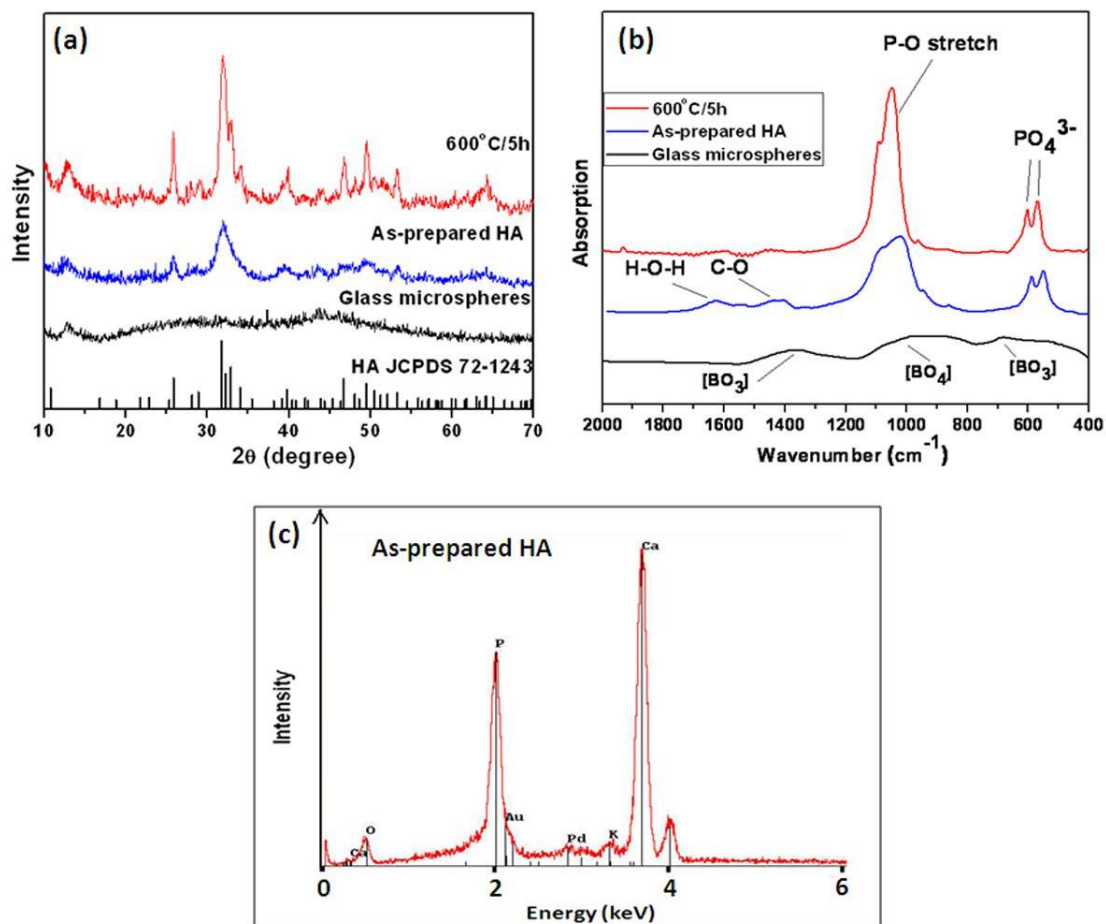 (a)
600°C/5h
As-prepared HA
Glass microspheres
HA JCPDS 72-1243
Intensity
10 20 30 40 50 60 70
2θ (degree)
(b)
P-O stretch
600°C/5h
As-prepared HA
Glass microspheres
PO₄³⁻
H-O-H
C-O
[BO₃]
[BO₄]
[BO₃]
Absorption
2000 1800 1600 1400 1200 1000 800 600 400
Wavenumber (cm⁻¹)
(c)
As-prepared HA
Ca
P
Au
O
Ca
Pd
K
Intensity
0 2 4 6
Energy (keV)